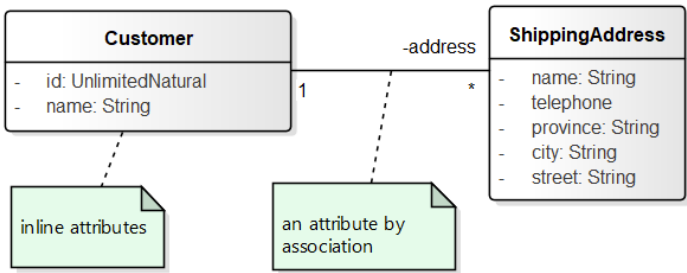 Customer
- id: UnlimitedNatural
- name: String
-address
1
*
ShippingAddress
- name: String
- telephone
- province: String
- city: String
- street: String
inline attributes
an attribute by
association